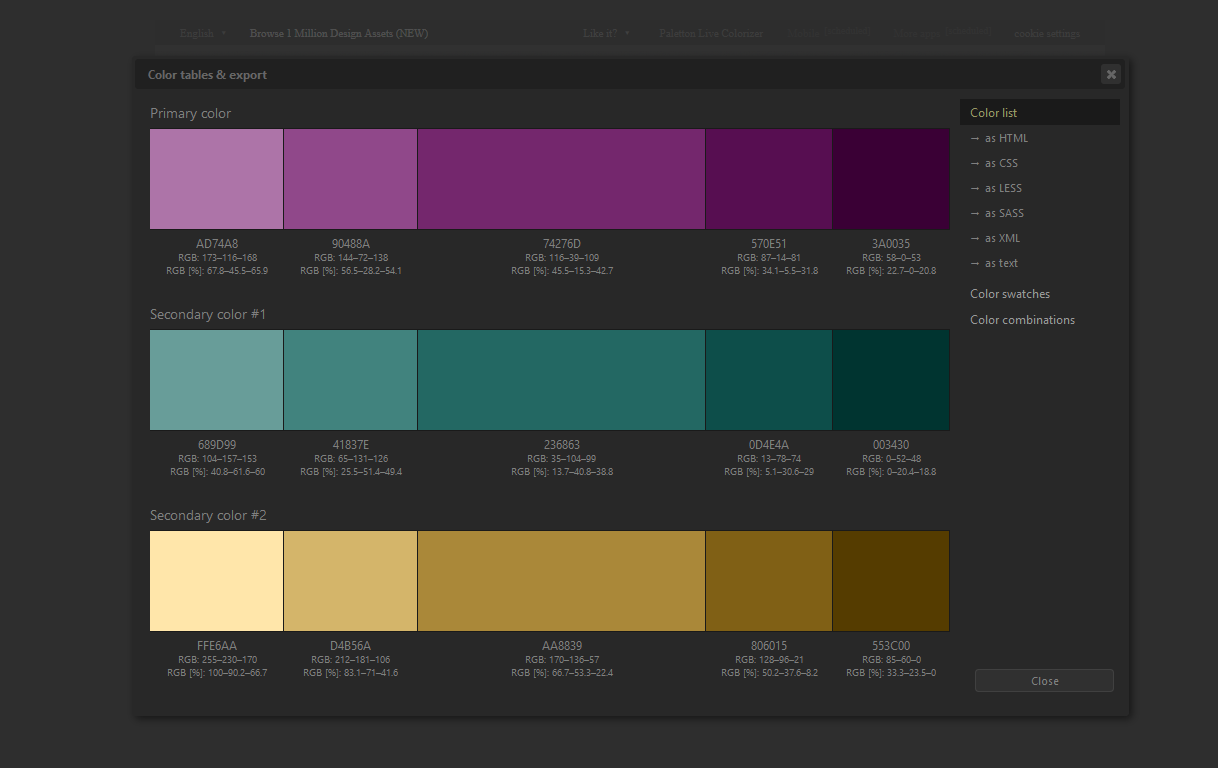 English ▾ Browse 1 Million Design Assets (NEW) Like it? ▾ Paletton Live Colorizer cookie settings
Color tables & export
Primary color
AD74A8 90488A 74276D 570E51 3A0035
RGB: 173–116–168 RGB: 144–72–138 RGB: 116–39–109 RGB: 87–14–81 RGB: 58–0–53
RGB [%]: 67.8–45.5–65.9 RGB [%]: 56.5–28.2–54.1 RGB [%]: 45.5–15.3–42.7 RGB [%]: 34.1–5.5–31.8 RGB [%]: 22.7–0–20.8
Secondary color #1
689D99 41837E 236863 0D4E4A 003430
RGB: 104–157–153 RGB: 65–131–126 RGB: 35–104–99 RGB: 13–78–74 RGB: 0–52–48
RGB [%]: 40.8–61.6–60 RGB [%]: 25.5–51.4–49.4 RGB [%]: 13.7–40.8–38.8 RGB [%]: 5.1–30.6–29 RGB [%]: 0–20.4–18.8
Secondary color #2
FFE6AA D4B56A AA8839 806015 553C00
RGB: 255–230–170 RGB: 212–181–106 RGB: 170–136–57 RGB: 128–96–21 RGB: 85–60–0
RGB [%]: 100–90.2–66.7 RGB [%]: 83.1–71–41.6 RGB [%]: 66.7–53.3–22.4 RGB [%]: 50.2–37.6–8.2 RGB [%]: 33.3–23.5–0
Color list
→ as HTML
→ as CSS
→ as LESS
→ as SASS
→ as XML
→ as text
Color swatches
Color combinations
Close